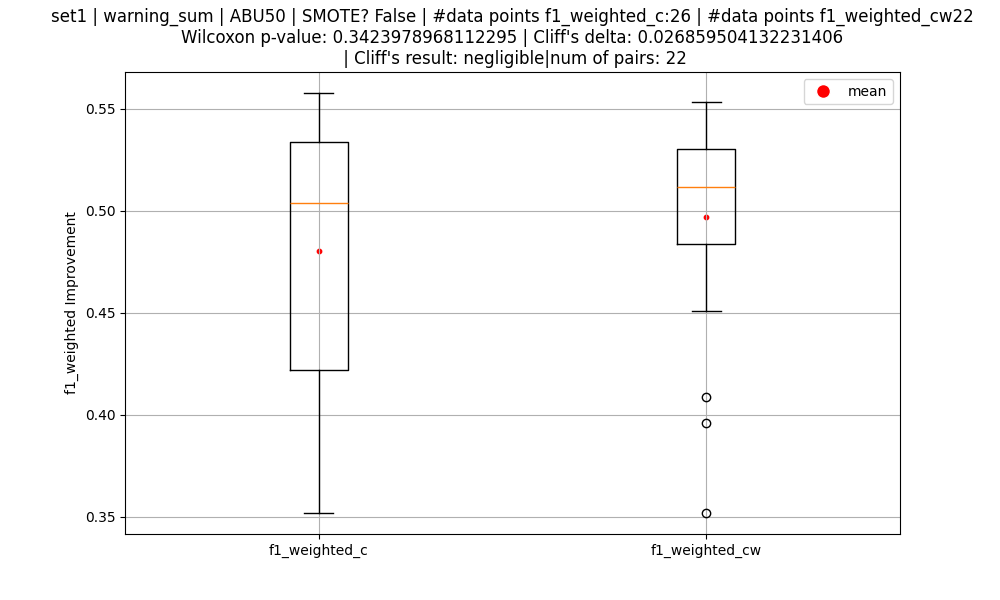 set1 | warning_sum | ABU50 | SMOTE? False | #data points f1_weighted_c:26 | #data points f1_weighted_cw22
Wilcoxon p-value: 0.3423978968112295 | Cliff's delta: 0.026859504132231406
| Cliff's result: negligible|num of pairs: 22
mean
0.55
0.50
0.45
0.40
0.35
f1_weighted Improvement
f1_weighted_c
f1_weighted_cw